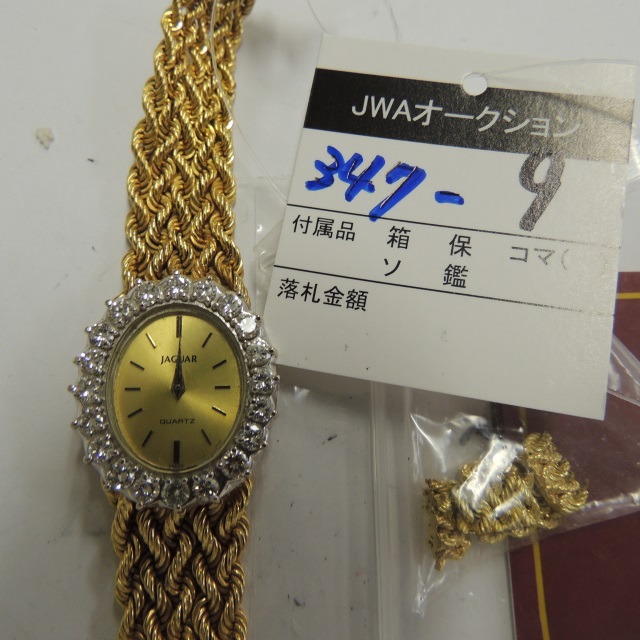 JWAオークション
347- 9
付属品 箱 保 コマ( )
ソ 鑑
落札金額
JAGUAR
QUARTZ